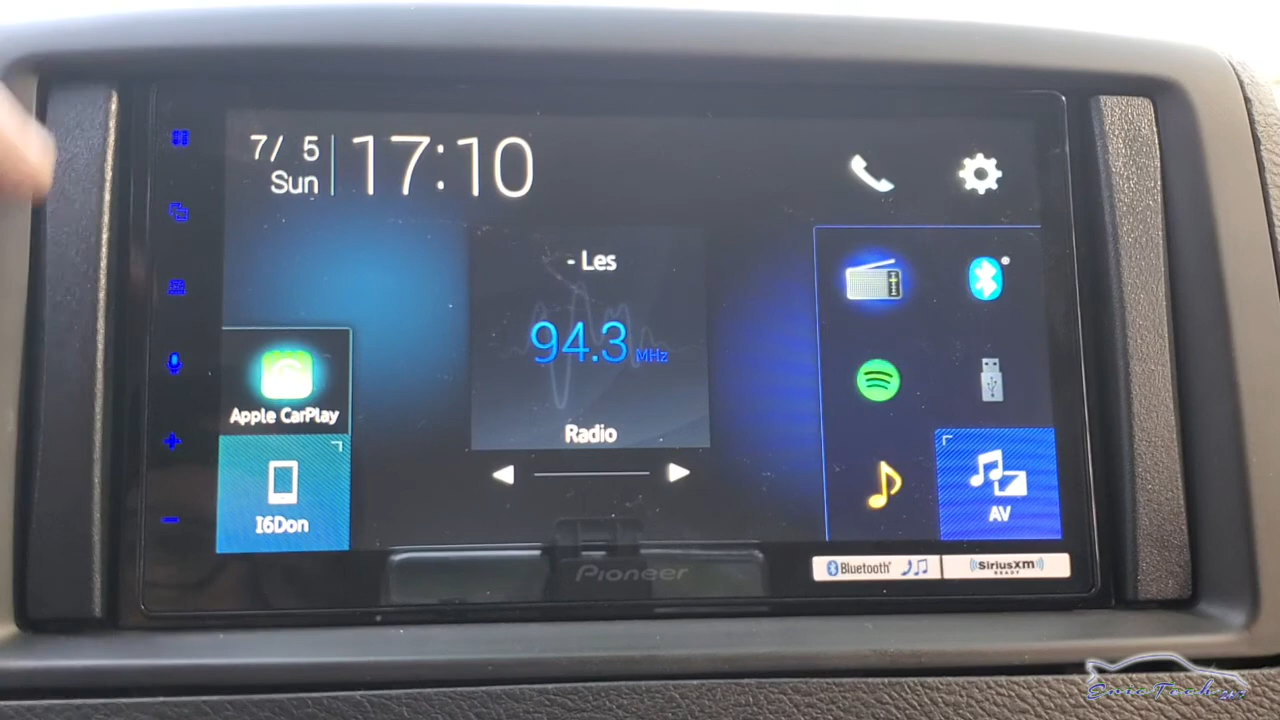 7/ 5
Sun
17:10
- Les
94.3 MHz
Radio
Apple CarPlay
I6Don
AV
Pioneer
Bluetooth®
SiriusXM
READY